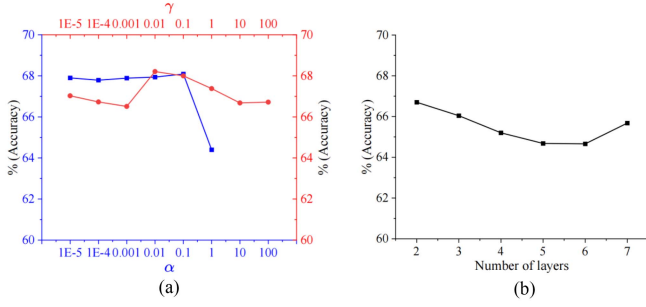 γ
1E-5 1E-4 0.001 0.01 0.1 1 10 100
70 70 70
68 68 68
66 66 66
64 64 64
62 62 62
60 60 60
% (Accuracy) % (Accuracy) % (Accuracy)
1E-5 1E-4 0.001 0.01 0.1 1 10 100
2 3 4 5 6 7
α
Number of layers
(a) (b)